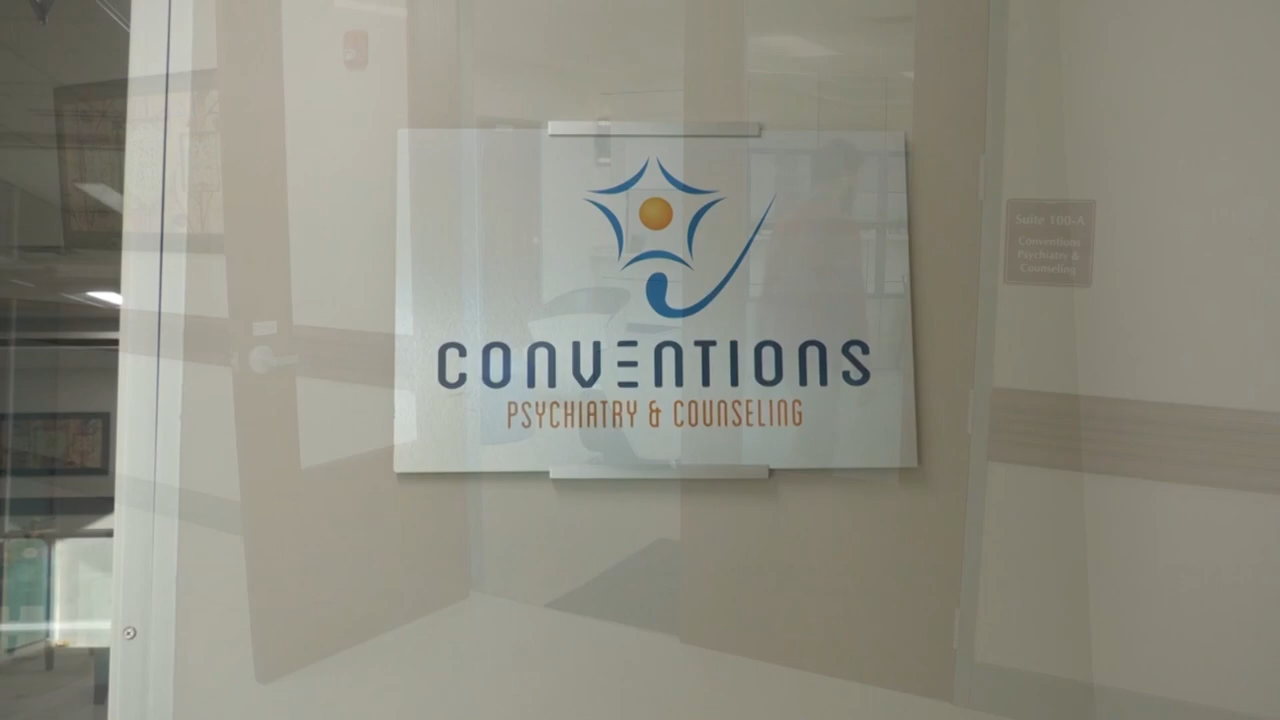 CONVENTIONS
PSYCHIATRY & COUNSELING
Suite 100-A
Conventions
Psychiatry &
Counseling